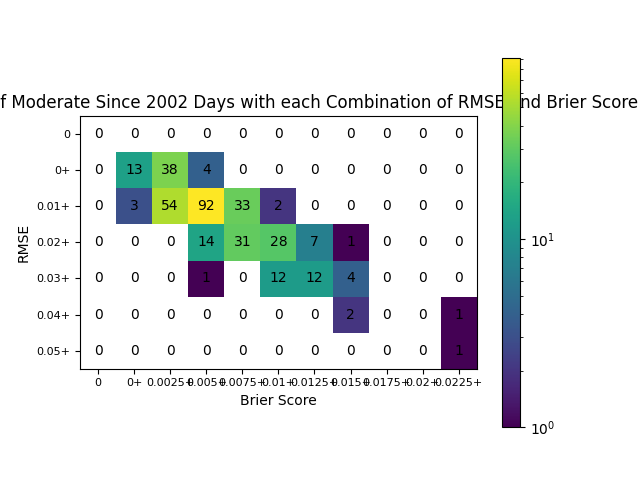 f Moderate Since 2002 Days with each Combination of RMSE and Brier Score
RMSE
0 0 0 0 0 0 0 0 0 0 0 0
0+ 0 13 38 4 0 0 0 0 0 0 0
0.01+ 0 3 54 92 33 2 0 0 0 0 0
0.02+ 0 0 0 14 31 28 7 1 0 0 0
0.03+ 0 0 0 1 0 12 12 4 0 0 0
0.04+ 0 0 0 0 0 0 0 2 0 0 1
0.05+ 0 0 0 0 0 0 0 0 0 0 1
0 0+ 0.0025+ 0.005+ 0.0075+ 0.01+ 0.0125+ 0.015+ 0.0175+ 0.02+ 0.0225+
Brier Score
10¹
10⁰